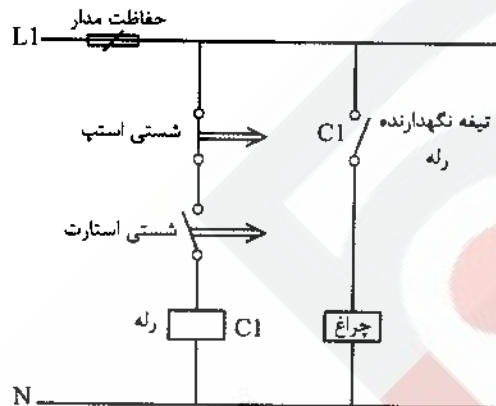 حفاظت مدار
L1
شستی استپ
C1
تیغه نگهدارنده
رله
شستی استارت
رله
C1
چراغ
N